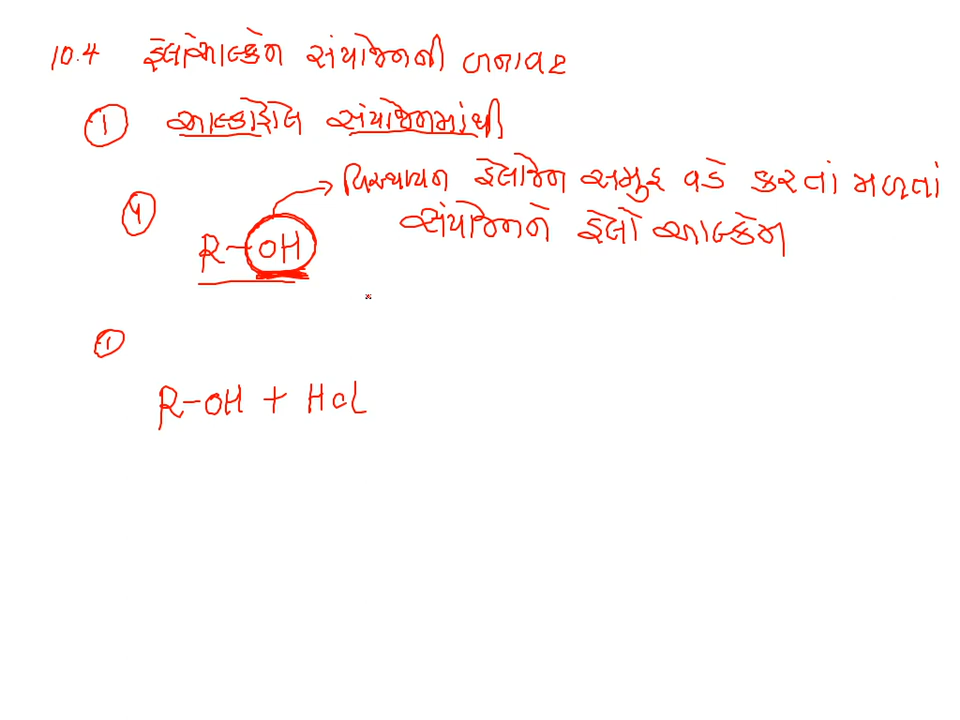 10.4 હેલોઆલ્કેન સંયોજનની બનાવટ
① આલ્કોહોલ સંયોજનમાંથી
વિસ્થાપન હેલોજન સમુહ વડે કરતાં મળતાં
૫ સંયોજનને હેલો આલ્કેન
R-OH
①
R-OH + HCl